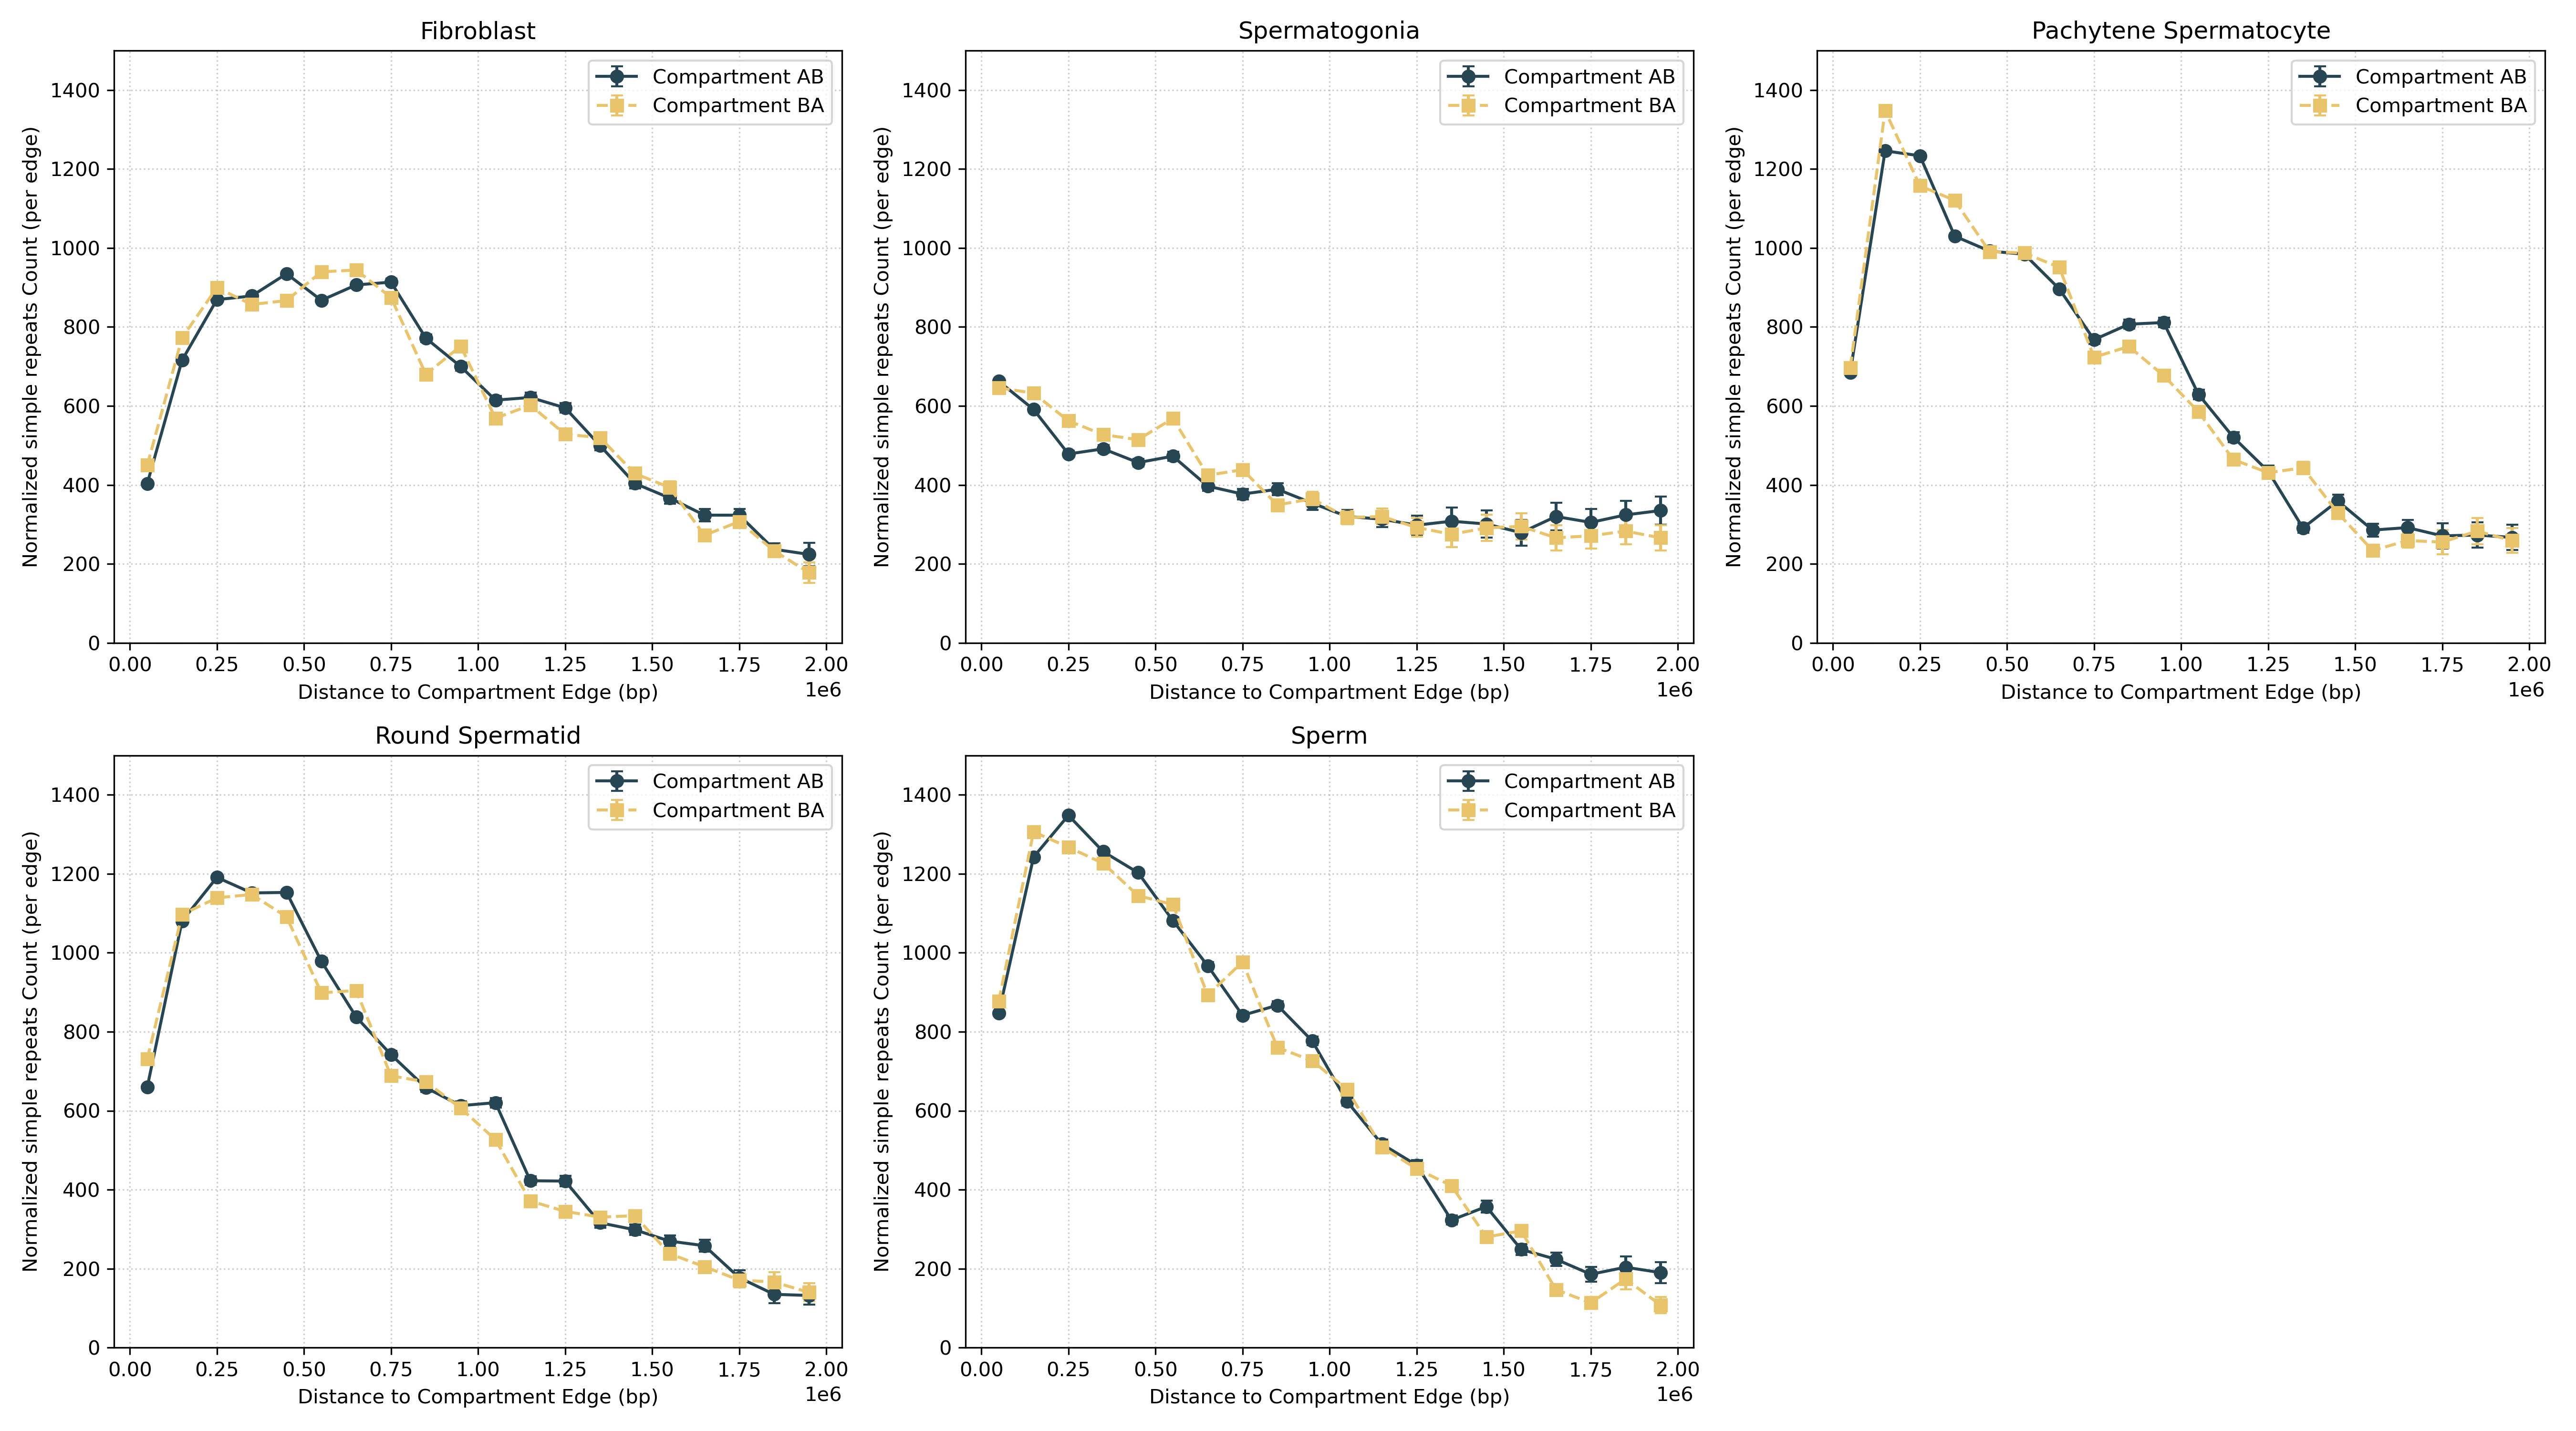 Fibroblast
Normalized simple repeats Count (per edge)
1400
1200
1000
800
600
400
200
0
Compartment AB
Compartment BA
0.00 0.25 0.50 0.75 1.00 1.25 1.50 1.75 2.00
1e6
Distance to Compartment Edge (bp)
Spermatogonia
Normalized simple repeats Count (per edge)
1400
1200
1000
800
600
400
200
0
Compartment AB
Compartment BA
0.00 0.25 0.50 0.75 1.00 1.25 1.50 1.75 2.00
1e6
Distance to Compartment Edge (bp)
Pachytene Spermatocyte
Normalized simple repeats Count (per edge)
1400
1200
1000
800
600
400
200
0
Compartment AB
Compartment BA
0.00 0.25 0.50 0.75 1.00 1.25 1.50 1.75 2.00
1e6
Distance to Compartment Edge (bp)
Round Spermatid
Normalized simple repeats Count (per edge)
1400
1200
1000
800
600
400
200
0
Compartment AB
Compartment BA
0.00 0.25 0.50 0.75 1.00 1.25 1.50 1.75 2.00
1e6
Distance to Compartment Edge (bp)
Sperm
Normalized simple repeats Count (per edge)
1400
1200
1000
800
600
400
200
0
Compartment AB
Compartment BA
0.00 0.25 0.50 0.75 1.00 1.25 1.50 1.75 2.00
1e6
Distance to Compartment Edge (bp)